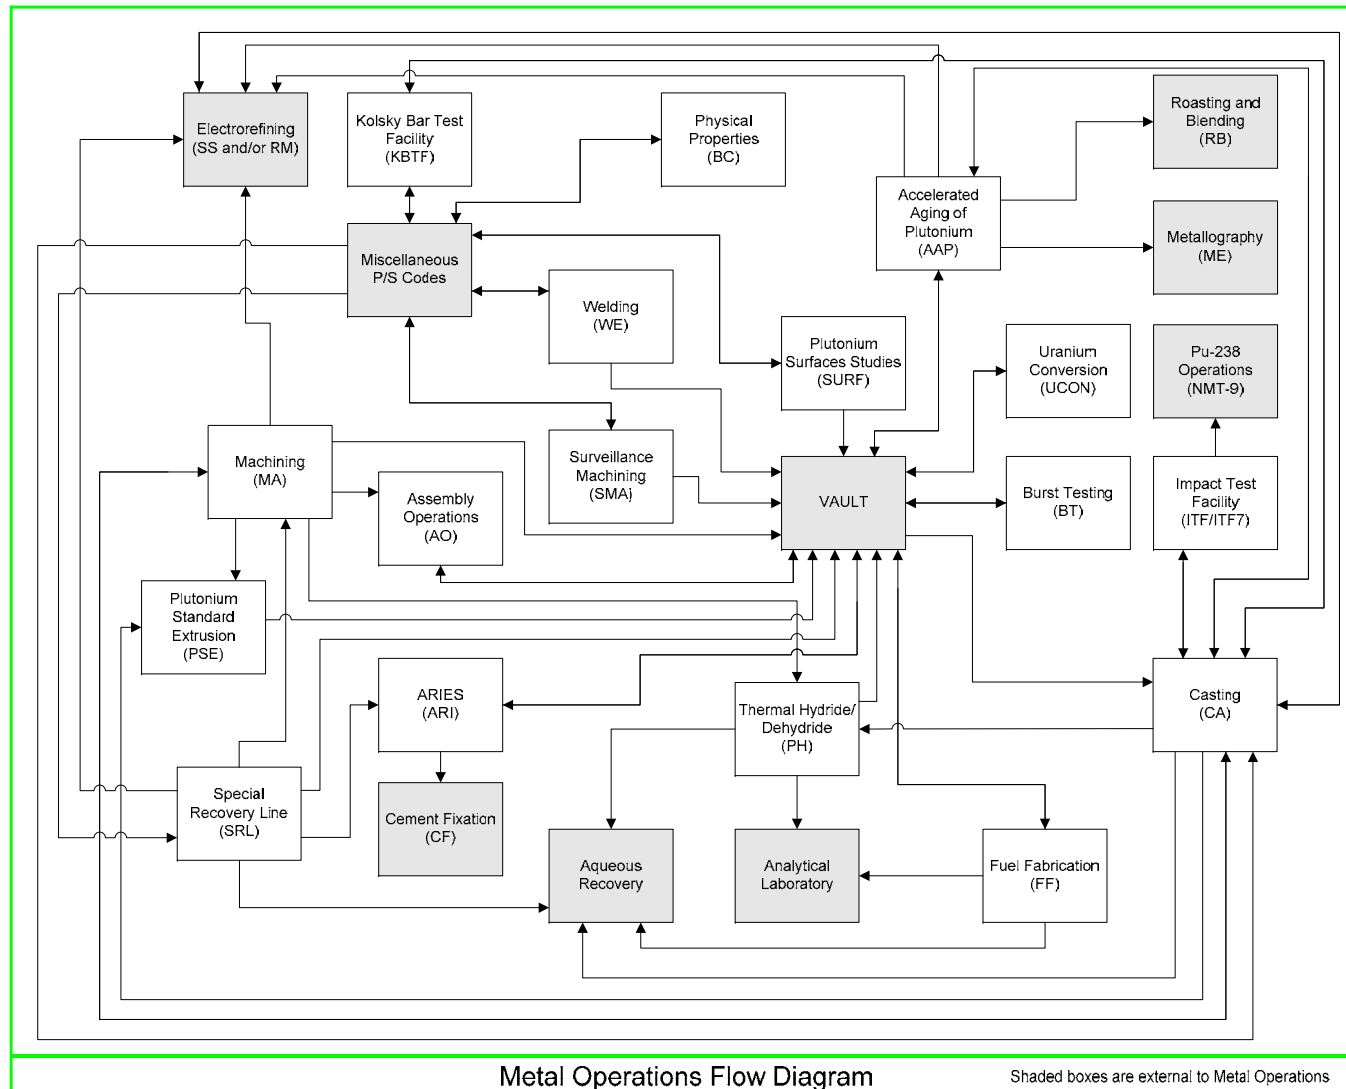 Electrorefining
(SS and/or RM)
Kolsky Bar Test
Facility
(KBTF)
Physical
Properties
(BC)
Accelerated
Aging of
Plutonium
(AAP)
Roasting and
Blending
(RB)
Metallography
(ME)
Miscellaneous
P/S Codes
Welding
(WE)
Plutonium
Surfaces Studies
(SURF)
Uranium
Conversion
(UCON)
Pu-238
Operations
(NMT-9)
Machining
(MA)
Assembly
Operations
(AO)
Surveillance
Machining
(SMA)
VAULT
Burst Testing
(BT)
Impact Test
Facility
(ITF/ITF7)
Plutonium
Standard
Extrusion
(PSE)
ARIES
(ARI)
Thermal Hydride/
Dehydride
(PH)
Casting
(CA)
Special
Recovery Line
(SRL)
Cement Fixation
(CF)
Aqueous
Recovery
Analytical
Laboratory
Fuel Fabrication
(FF)
Metal Operations Flow Diagram
Shaded boxes are external to Metal Operations